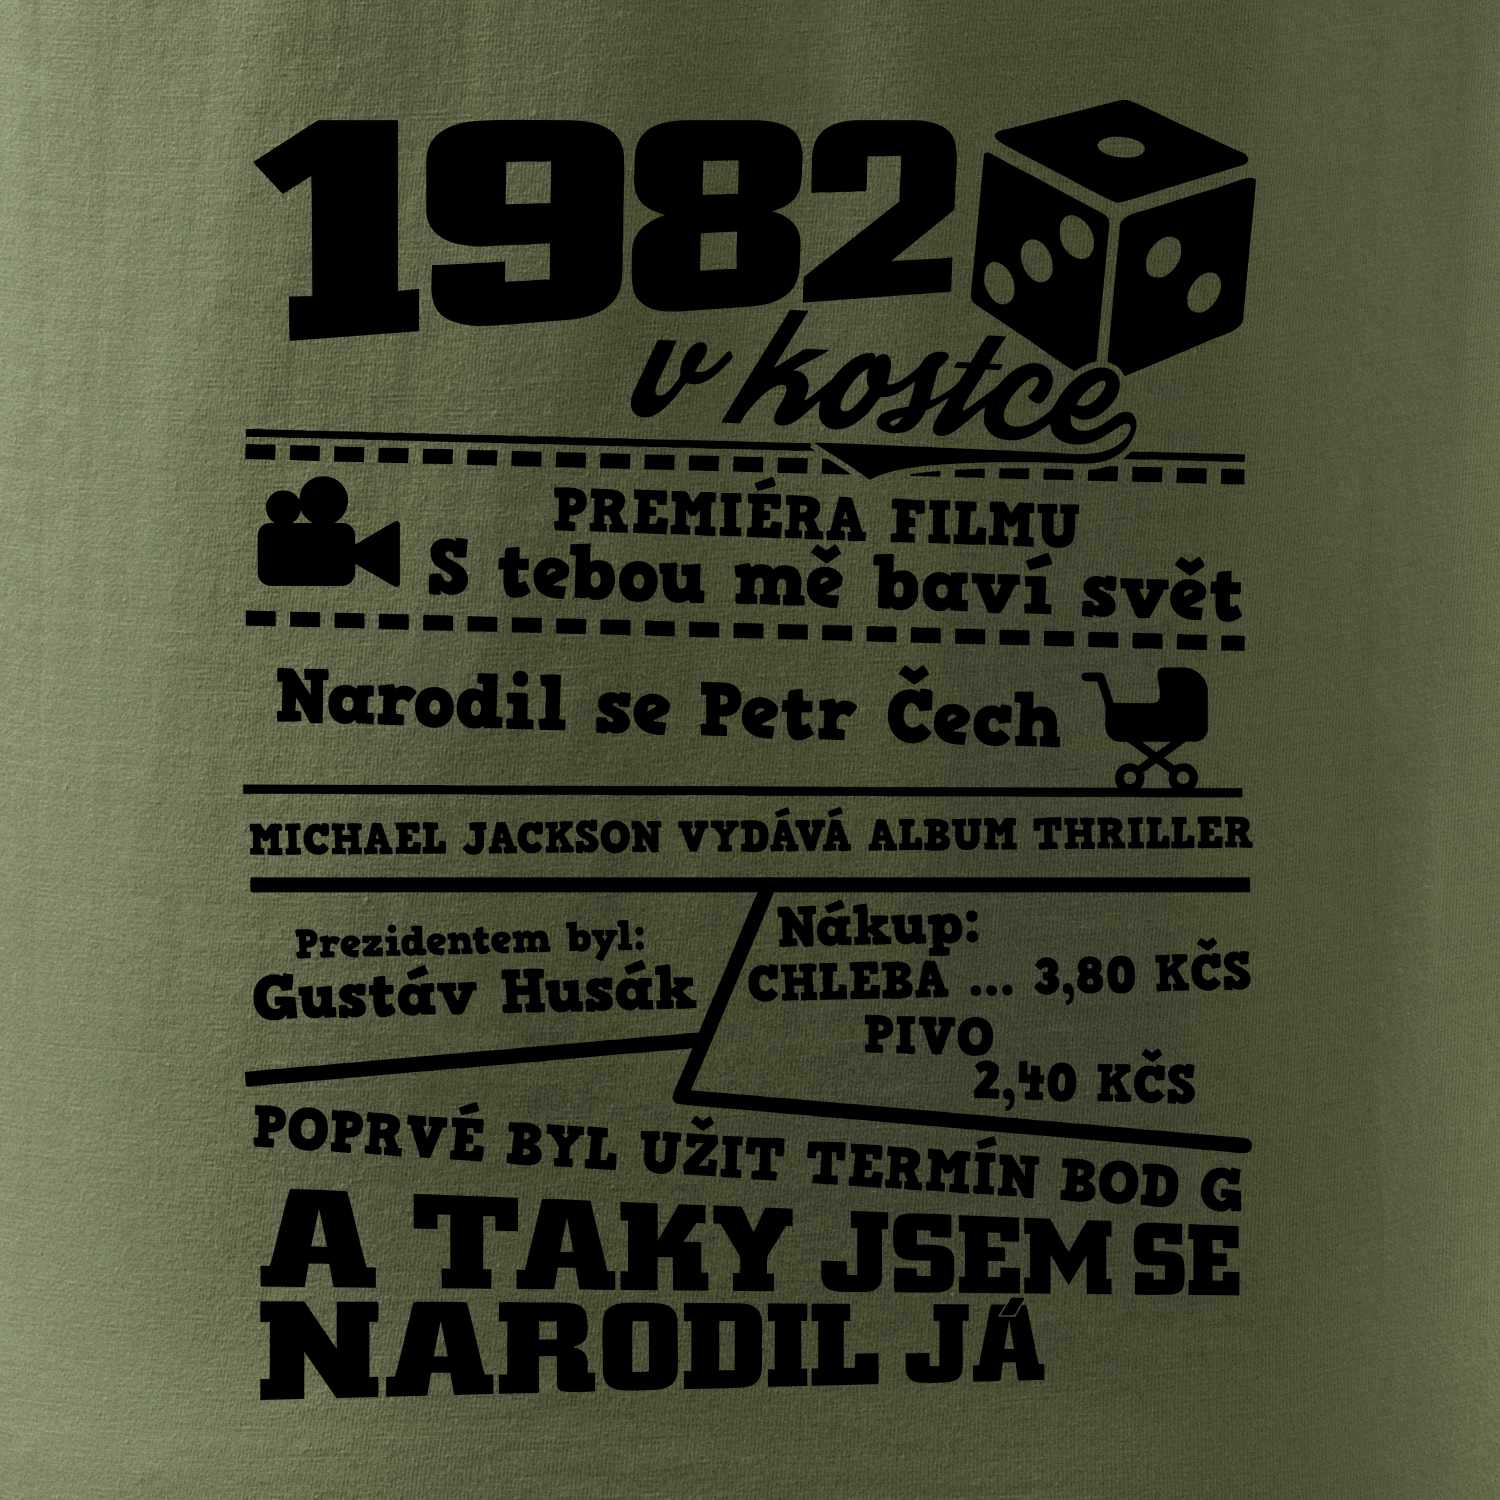 1982
v kostce
PREMIÉRA FILMU
S tebou mě baví svět
Narodil se Petr Čech
MICHAEL JACKSON VYDÁVÁ ALBUM THRILLER
Prezidentem byl:
Gustáv Husák
Nákup:
CHLEBA ... 3,80 KČS
PIVO
2,40 KČS
POPRVÉ BYL UŽIT TERMÍN BOD G
A TAKY JSEM SE
NARODIL JÁ